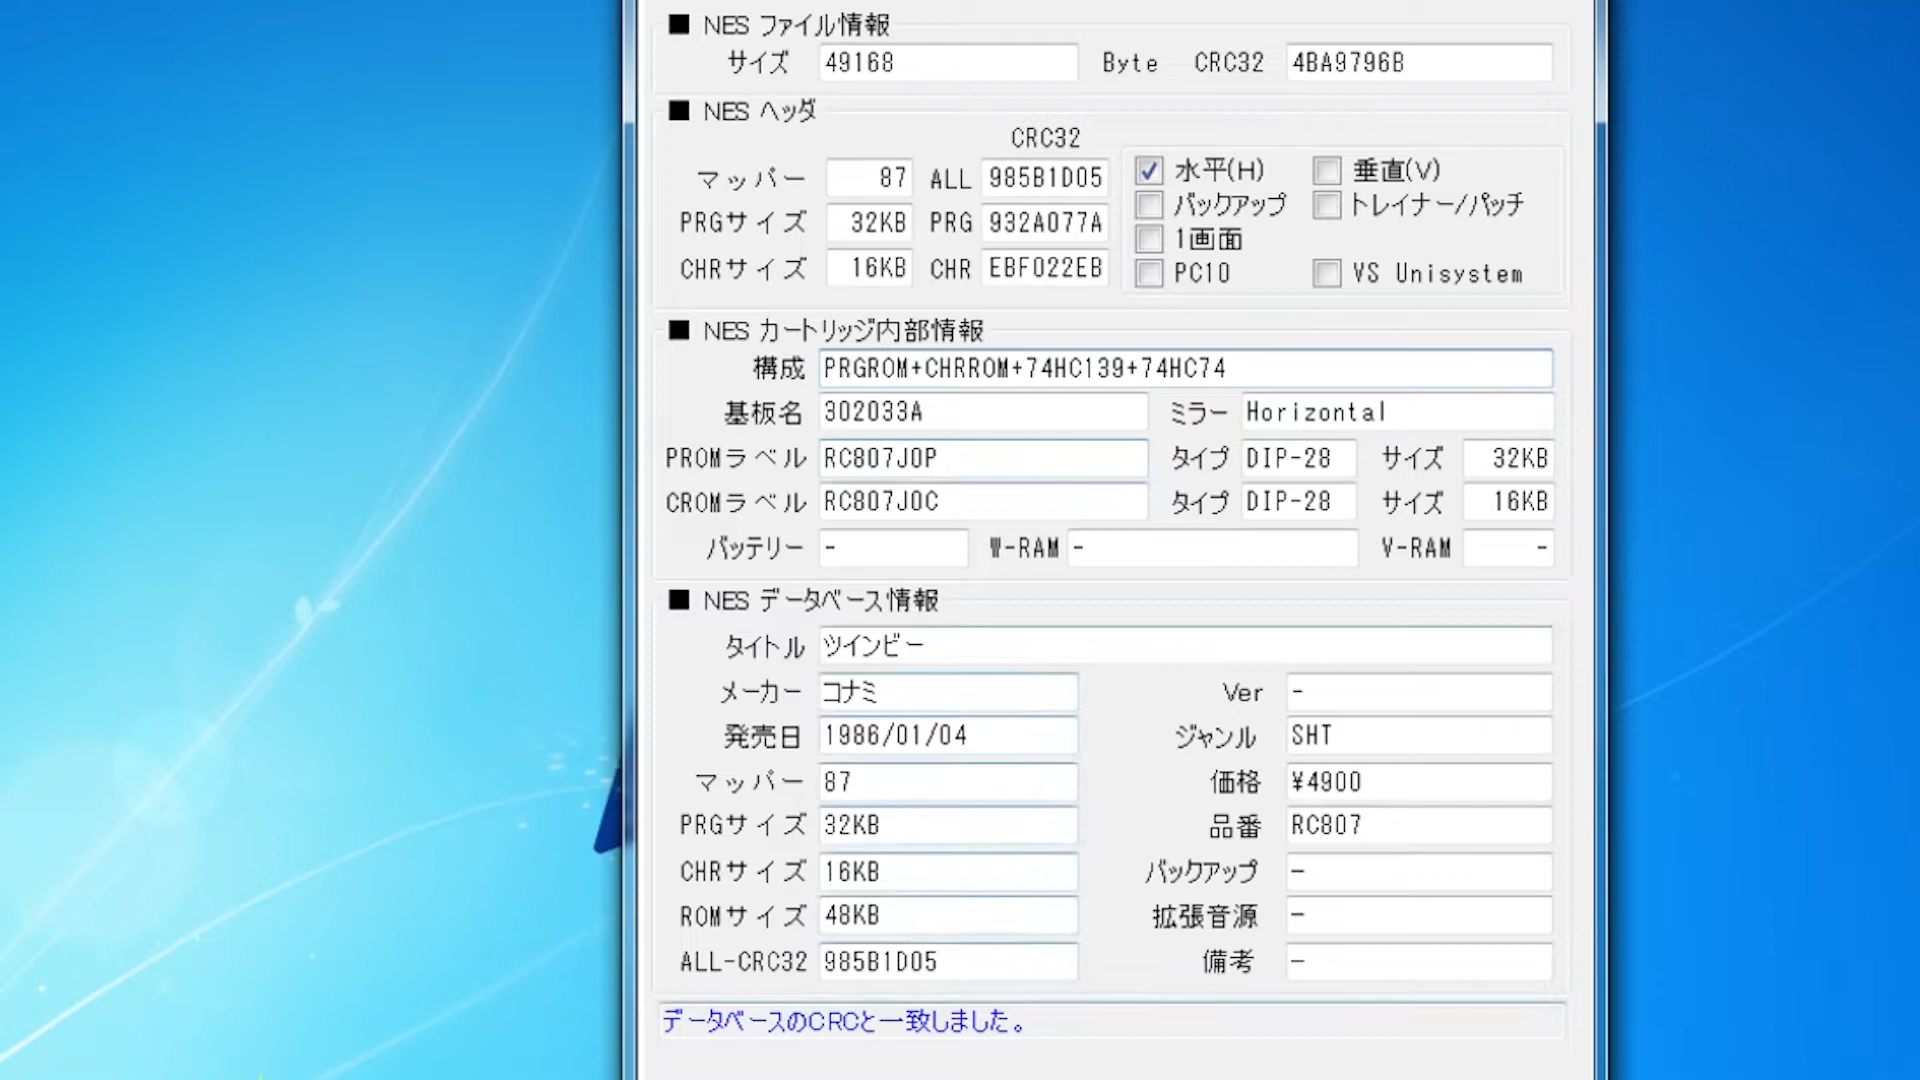 ■ NES ファイル情報
サイズ 49168 Byte CRC32 4BA9796B
■ NES ヘッダ
CRC32
マッパー 87 ALL 985B1D05 水平(H) 垂直(V)
バックアップ トレイナー/パッチ
PRGサイズ 32KB PRG 932A077A
1画面
CHRサイズ 16KB CHR EBF022EB PC10 VS Unisystem
■ NES カートリッジ内部情報
構成 PRGROM+CHRROM+74HC139+74HC74
基板名 302033A ミラー Horizontal
PROMラベル RC807J0P タイプ DIP-28 サイズ 32KB
CROMラベル RC807J0C タイプ DIP-28 サイズ 16KB
バッテリー - W-RAM - V-RAM -
■ NES データベース情報
タイトル ツインビー
メーカー コナミ Ver -
発売日 1986/01/04 ジャンル SHT
マッパー 87 価格 ¥4900
PRGサイズ 32KB 品番 RC807
CHRサイズ 16KB バックアップ -
ROMサイズ 48KB 拡張音源 -
ALL-CRC32 985B1D05 備考 -
データベースのCRCと一致しました。